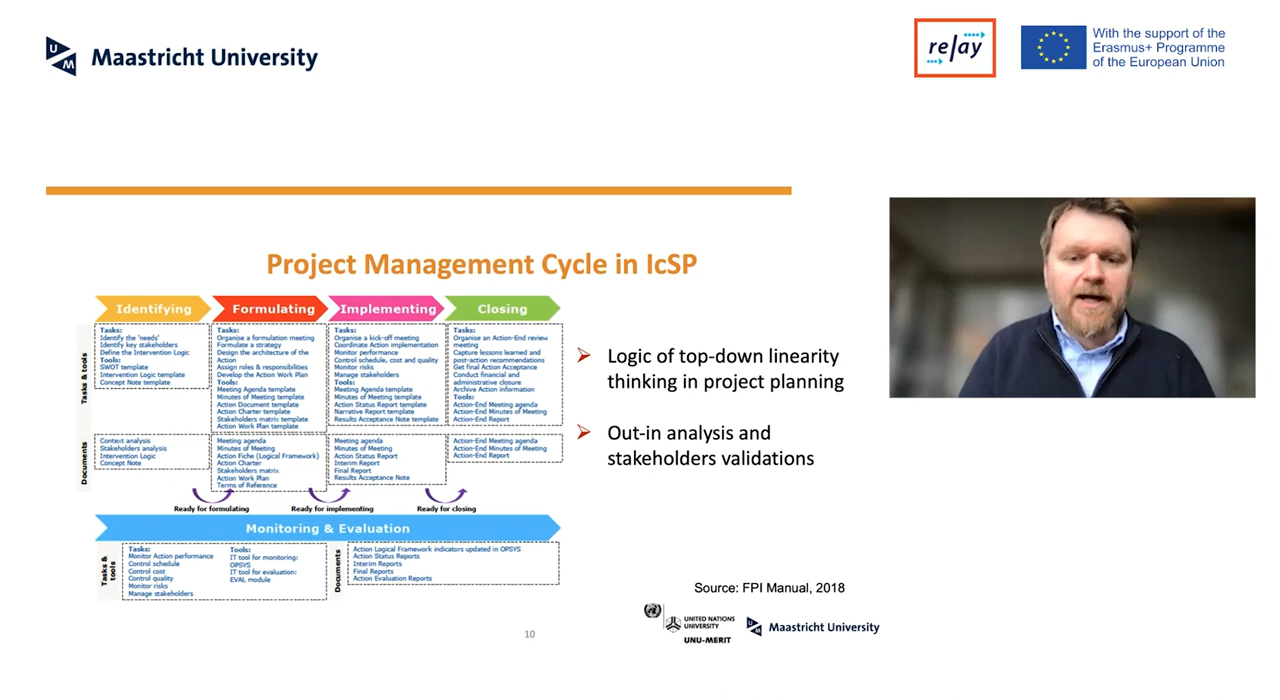 U
M
Maastricht University
relay
With the support of the
Erasmus+ Programme
of the European Union
Project Management Cycle in IcSP
Identifying
Formulating
Implementing
Closing
Tasks & tools
Tasks:
Identify the 'needs'
Identify key stakeholders
Define the Intervention Logic
Tools:
SWOT template
Intervention Logic template
Concept Note template
Tasks:
Organise a formulation meeting
Formulate a strategy
Design the architecture of the
Action
Assign roles & responsibilities
Develop the Action Work Plan
Tools:
Meeting Agenda template
Minutes of Meeting template
Action Document template
Action Charter template
Stakeholders matrix template
Action Work Plan template
Tasks:
Organise a kick-off meeting
Coordinate Action implementation
Monitor performance
Control schedule, cost and quality
Monitor risks
Manage stakeholders
Tools:
Meeting Agenda template
Minutes of Meeting template
Action Status Report template
Narrative Report template
Results Acceptance Note template
Tasks:
Organise an Action-End review
meeting
Capture lessons learned and
post-action recommendations
Get final Action Acceptance
Conduct financial and
administrative closure
Archive Action information
Tools:
Action-End Meeting agenda
Action-End Minutes of Meeting
Action-End Report
Documents
Context analysis
Stakeholders analysis
Intervention Logic
Concept Note
Meeting agenda
Minutes of Meeting
Action Fiche (Logical Framework)
Action Charter
Stakeholders matrix
Action Work Plan
Terms of Reference
Meeting agenda
Minutes of Meeting
Action Status Report
Interim Report
Final Report
Results Acceptance Note
Action-End Meeting agenda
Action-End Minutes of Meeting
Action-End Report
Ready for formulating
Ready for implementing
Ready for closing
Monitoring & Evaluation
Tasks &
tools
Tasks:
Monitor Action performance
Control schedule
Control cost
Control quality
Monitor risks
Manage stakeholders
Tools:
IT tool for monitoring:
OPSYS
IT tool for evaluation:
EVAL module
Documents
Action Logical Framework indicators updated in OPSYS
Action Status Reports
Interim Reports
Final Reports
Action Evaluation Reports
Logic of top-down linearity
thinking in project planning
Out-in analysis and
stakeholders validations
Source: FPI Manual, 2018
UNITED NATIONS
UNIVERSITY
UNU-MERIT
U
M
Maastricht University
10